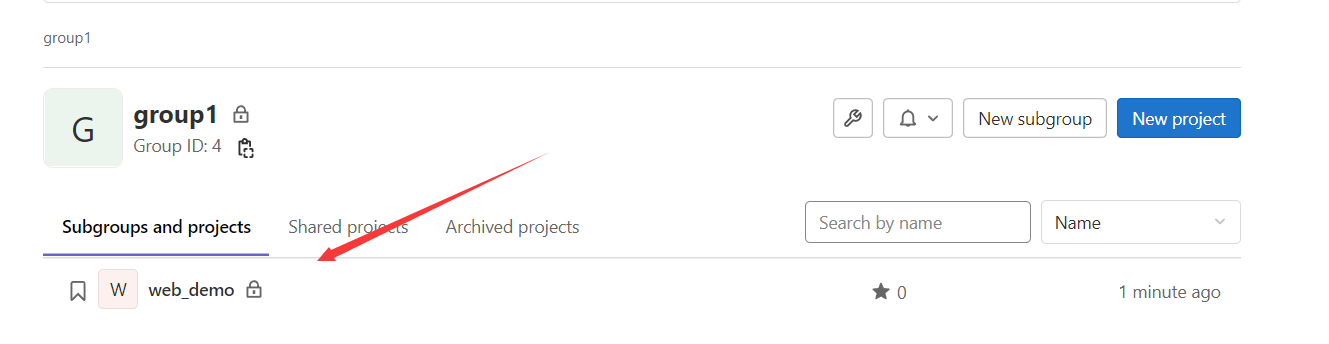 group1
G
group1
Group ID: 4
New subgroup
New project
Subgroups and projects
Shared projects
Archived projects
Search by name
Name
W
web_demo
0
1 minute ago